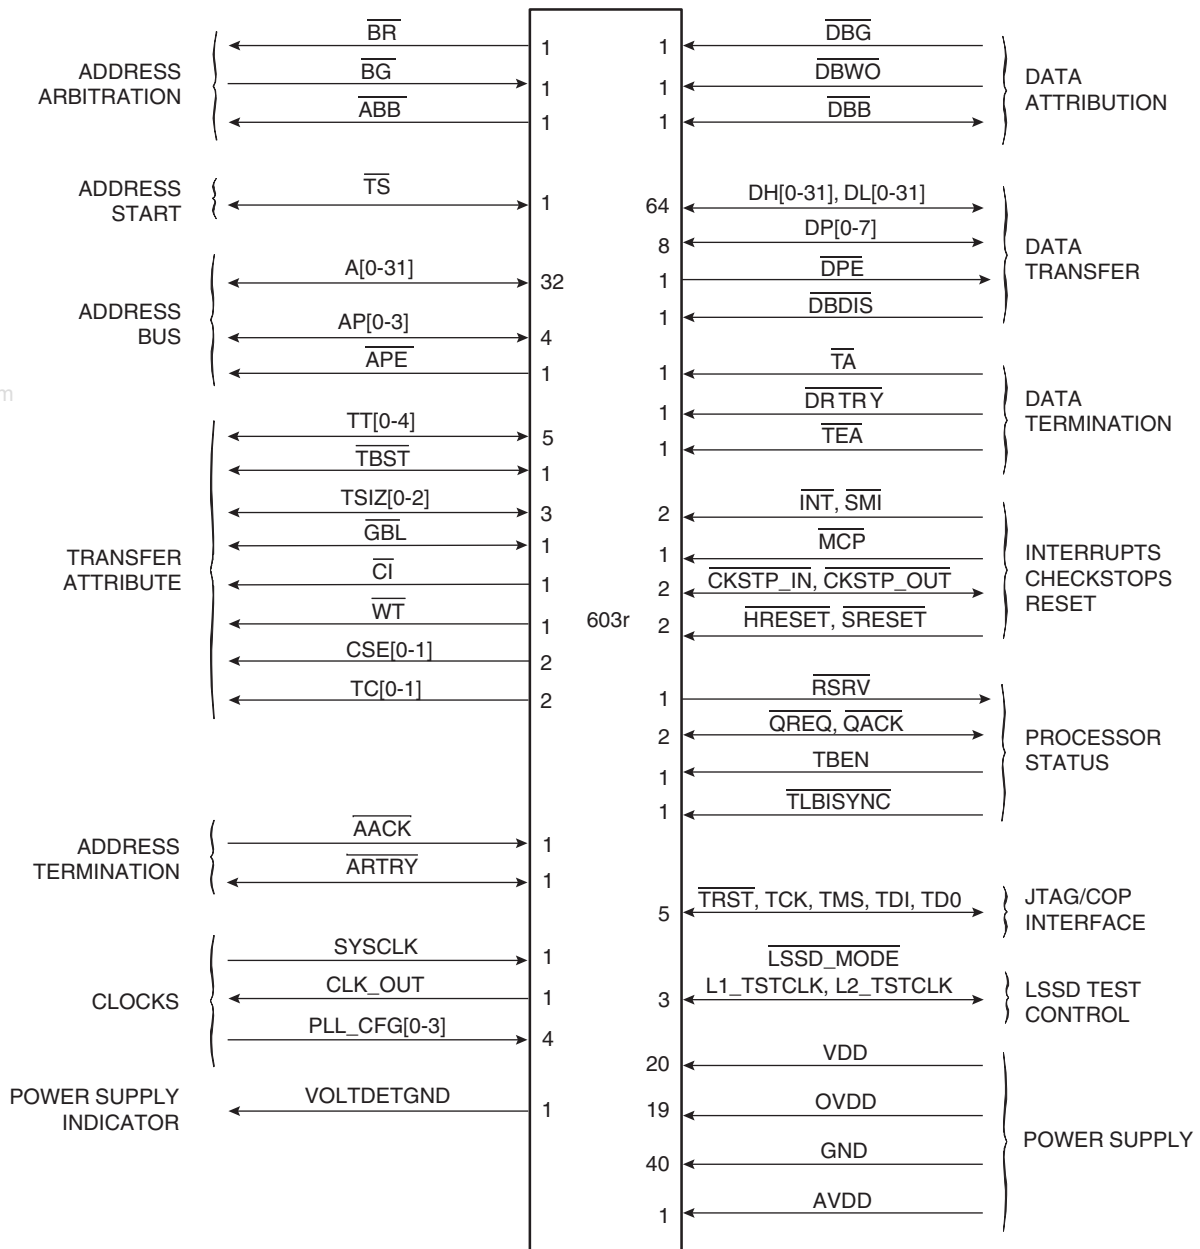 ADDRESS
ARBITRATION
BR
1
BG
1
ABB
1
ADDRESS
START
TS
1
ADDRESS
BUS
A[0-31]
32
AP[0-3]
4
APE
1
m
TRANSFER
ATTRIBUTE
TT[0-4]
5
TBST
1
TSIZ[0-2]
3
GBL
1
CI
1
WT
1
CSE[0-1]
2
TC[0-1]
2
ADDRESS
TERMINATION
AACK
1
ARTRY
1
CLOCKS
SYSCLK
1
CLK_OUT
1
PLL_CFG[0-3]
4
POWER SUPPLY
INDICATOR
VOLTDETGND
1
603r
1
DBG
1
DBWO
1
DBB
DATA
ATTRIBUTION
64
DH[0-31], DL[0-31]
8
DP[0-7]
1
DPE
1
DBDIS
DATA
TRANSFER
1
TA
1
DRTRY
1
TEA
DATA
TERMINATION
2
INT, SMI
1
MCP
2
CKSTP_IN, CKSTP_OUT
2
HRESET, SRESET
INTERRUPTS
CHECKSTOPS
RESET
1
RSRV
2
QREQ, QACK
1
TBEN
1
TLBISYNC
PROCESSOR
STATUS
5
TRST, TCK, TMS, TDI, TD0
JTAG/COP
INTERFACE
LSSD_MODE
3
L1_TSTCLK, L2_TSTCLK
LSSD TEST
CONTROL
20
VDD
19
OVDD
40
GND
1
AVDD
POWER SUPPLY